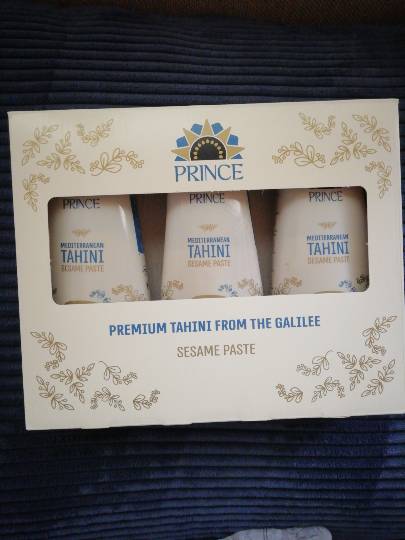 PRINCE
PRINCE
MEDITERRANEAN
TAHINI
SESAME PASTE
PRINCE
MEDITERRANEAN
TAHINI
SESAME PASTE
PRINCE
MEDITERRANEAN
TAHINI
SESAME PASTE
PREMIUM TAHINI FROM THE GALILEE
SESAME PASTE